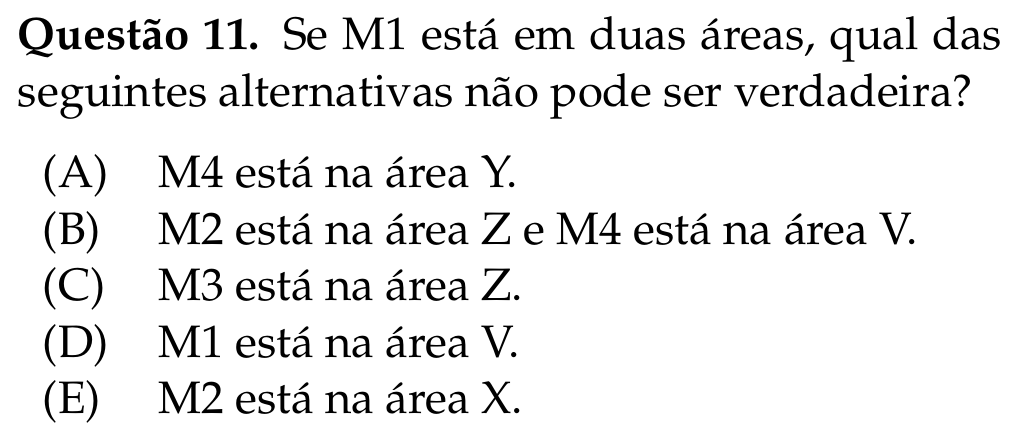 Questão 11. Se M1 está em duas áreas, qual das
seguintes alternativas não pode ser verdadeira?
(A) M4 está na área Y.
(B) M2 está na área Z e M4 está na área V.
(C) M3 está na área Z.
(D) M1 está na área V.
(E) M2 está na área X.